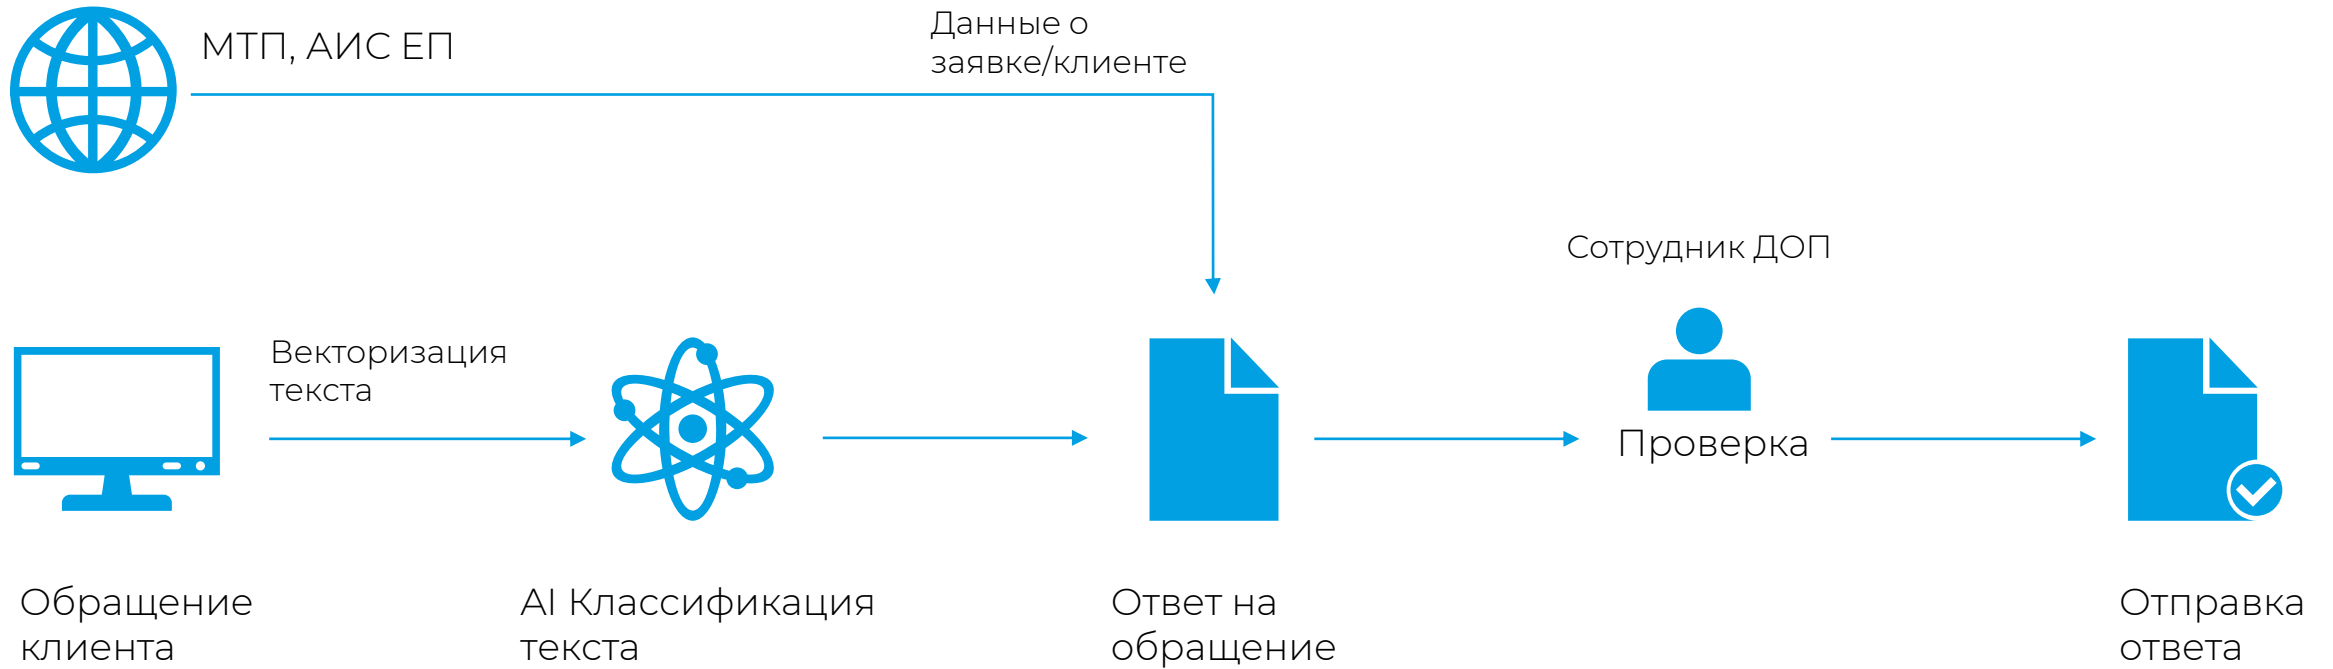 МТП, АИС ЕП
Данные о
заявке/клиенте
Сотрудник ДОП
Векторизация
текста
Проверка
Обращение
клиента
AI Классификация
текста
Ответ на
обращение
Отправка
ответа